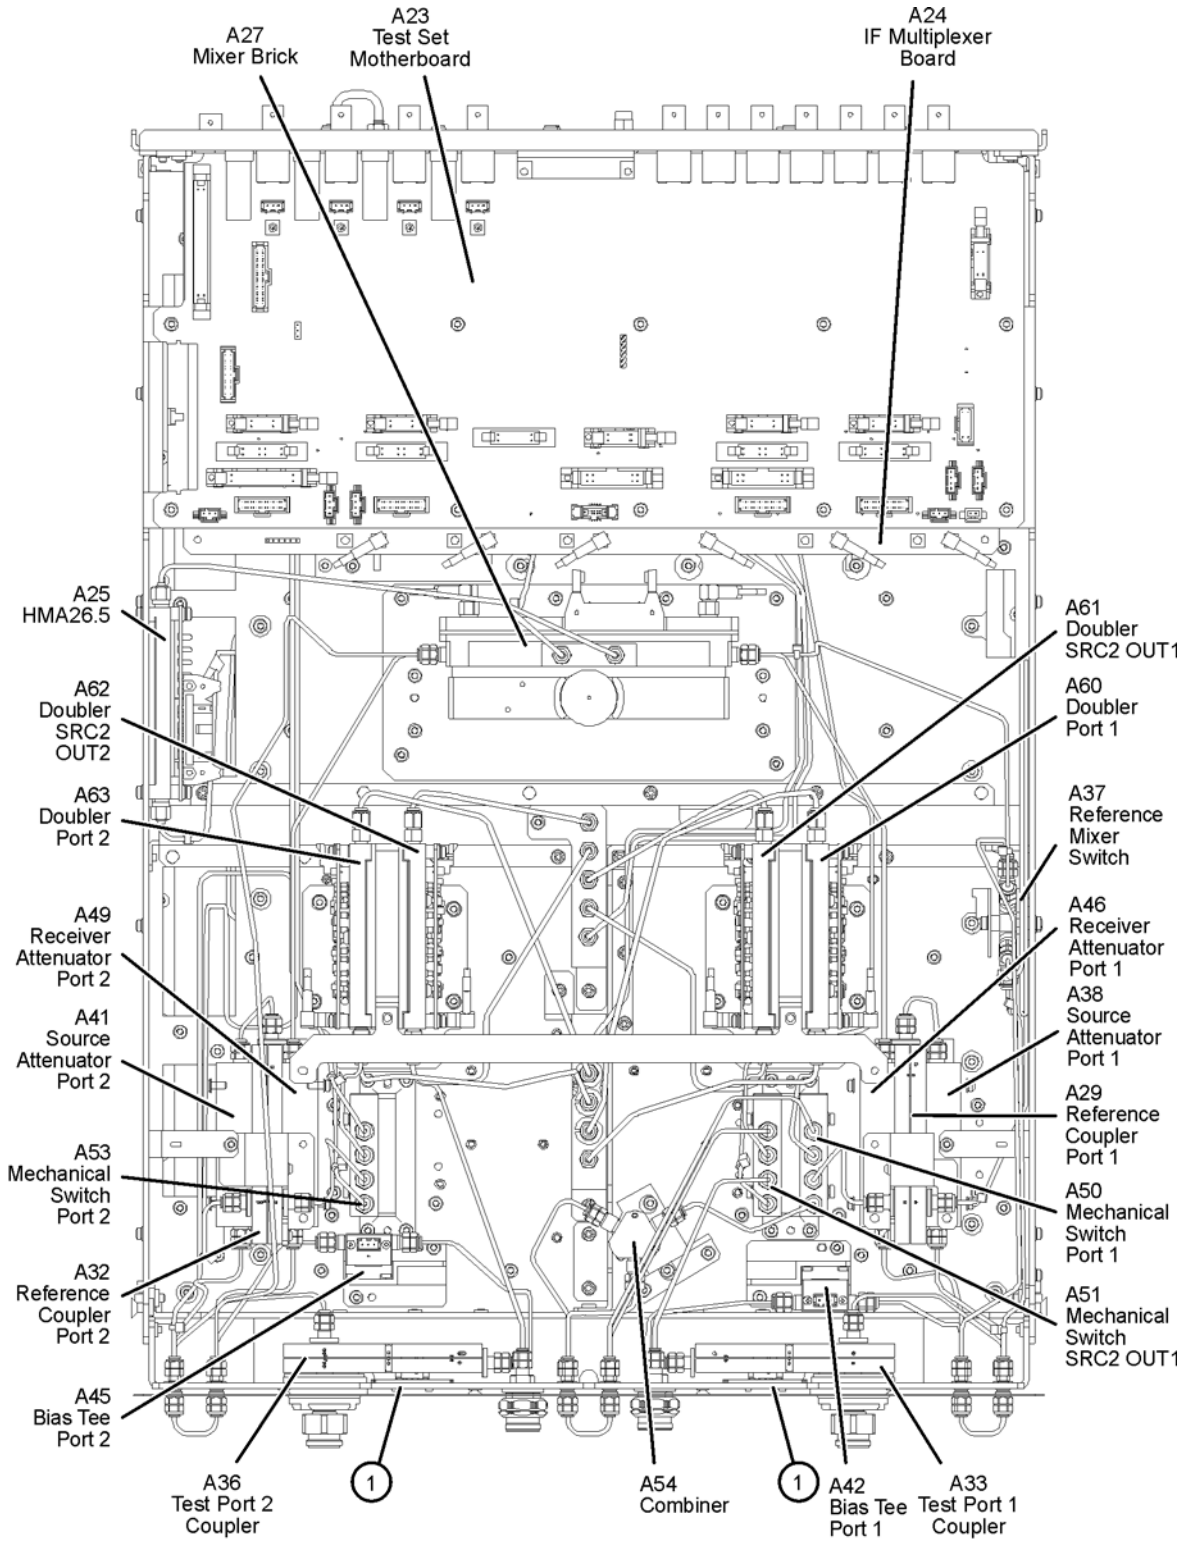 A27
Mixer Brick
A23
Test Set
Motherboard
A24
IF Multiplexer
Board
A25
HMA26.5
A62
Doubler
SRC2
OUT2
A63
Doubler
Port 2
A49
Receiver
Attenuator
Port 2
A41
Source
Attenuator
Port 2
A53
Mechanical
Switch
Port 2
A32
Reference
Coupler
Port 2
A45
Bias Tee
Port 2
A61
Doubler
SRC2 OUT1
A60
Doubler
Port 1
A37
Reference
Mixer
Switch
A46
Receiver
Attenuator
Port 1
A38
Source
Attenuator
Port 1
A29
Reference
Coupler
Port 1
A50
Mechanical
Switch
Port 1
A51
Mechanical
Switch
SRC2 OUT1
A36
Test Port 2
Coupler
1
A54
Combiner
1
A42
Bias Tee
Port 1
A33
Test Port 1
Coupler